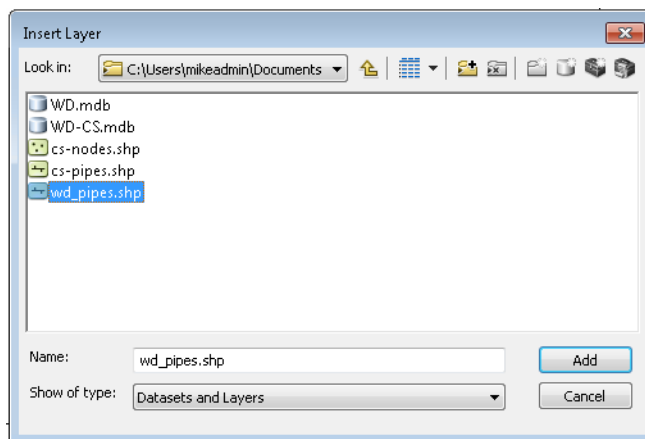 Insert Layer
Look in: C:\Users\mikeadmin\Documents
WD.mdb
WD-CS.mdb
cs-nodes.shp
cs-pipes.shp
wd_pipes.shp
Name: wd_pipes.shp Add
Show of type: Datasets and Layers Cancel